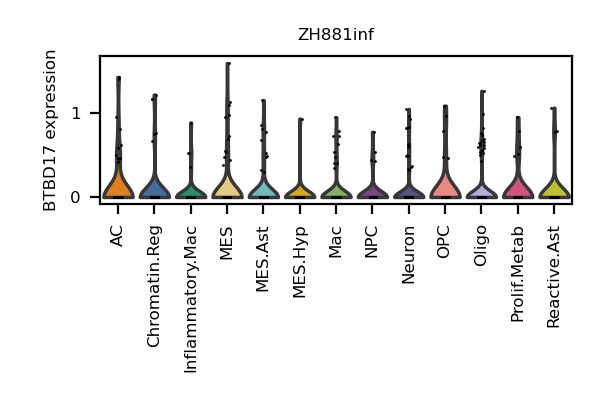 ZH881inf
BTBD17 expression
1
0
AC
Chromatin.Reg
Inflammatory.Mac
MES
MES.Ast
MES.Hyp
Mac
NPC
Neuron
OPC
Oligo
Prolif.Metab
Reactive.Ast